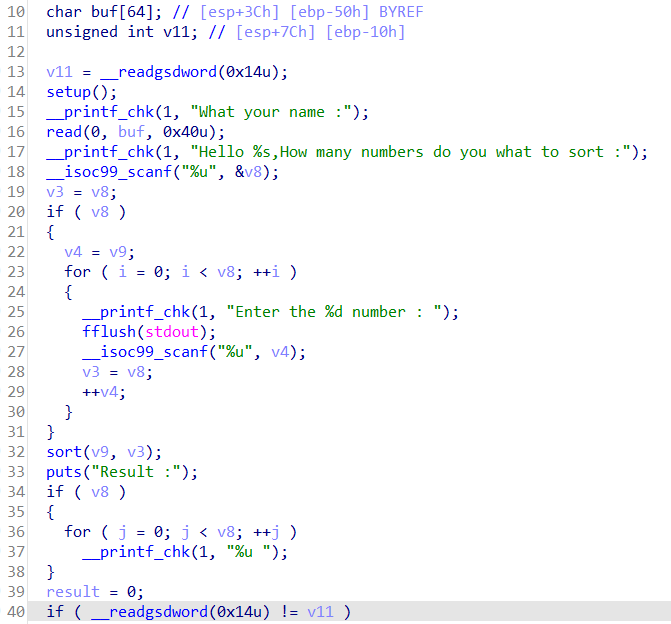 10 char buf[64]; // [esp+3Ch] [ebp-50h] BYREF
11 unsigned int v11; // [esp+7Ch] [ebp-10h]
12
13 v11 = __readgsdword(0x14u);
14 setup();
15 __printf_chk(1, "What your name :");
16 read(0, buf, 0x40u);
17 __printf_chk(1, "Hello %s,How many numbers do you what to sort :");
18 __isoc99_scanf("%u", &v8);
19 v3 = v8;
20 if ( v8 )
21 {
22 v4 = v9;
23 for ( i = 0; i < v8; ++i )
24 {
25 __printf_chk(1, "Enter the %d number : ");
26 fflush(stdout);
27 __isoc99_scanf("%u", v4);
28 v3 = v8;
29 ++v4;
30 }
31 }
32 sort(v9, v3);
33 puts("Result :");
34 if ( v8 )
35 {
36 for ( j = 0; j < v8; ++j )
37 __printf_chk(1, "%u ");
38 }
39 result = 0;
40 if ( __readgsdword(0x14u) != v11 )